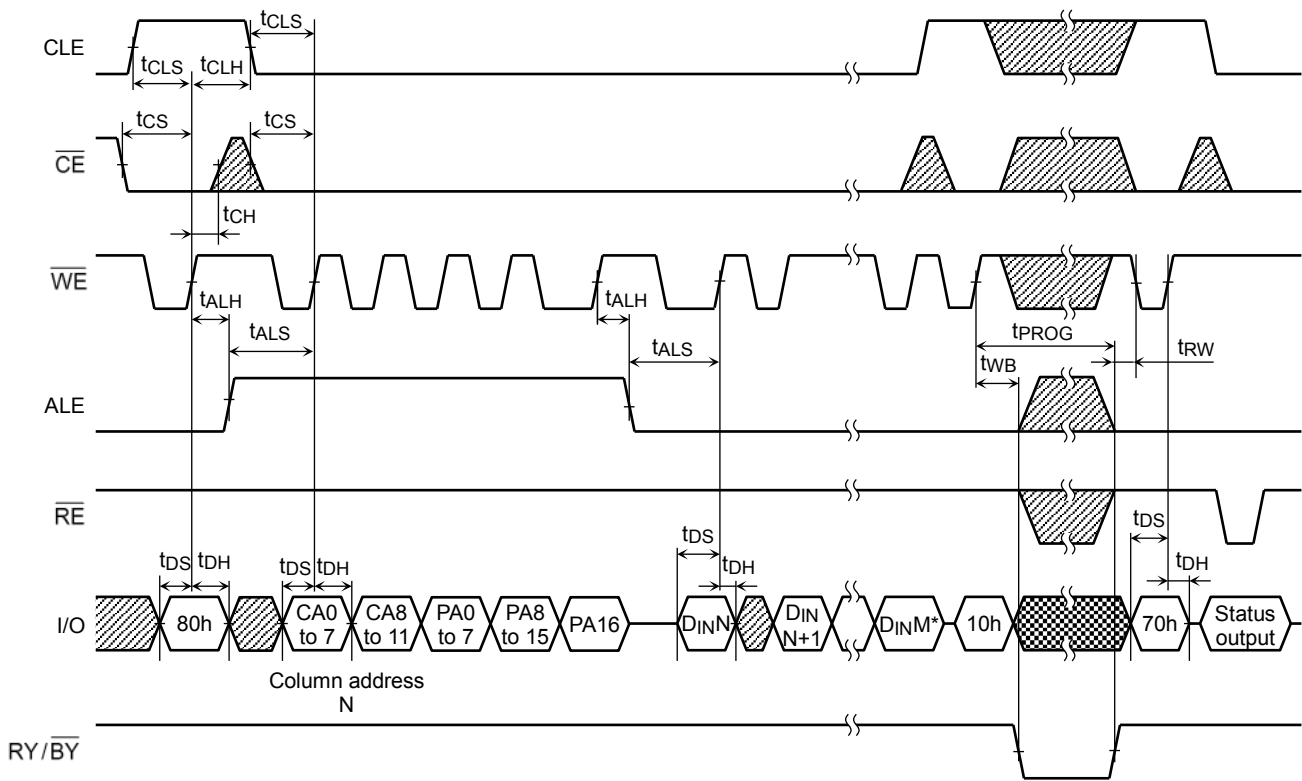 CLE
tCLS
tCLS
tCLH
CE
tCS
tCS
tCH
WE
tALH
tALS
tALH
tALS
tPROG
tWB
tRW
ALE
RE
tDS
tDH
tDS
tDH
tDS
tDH
tDS
tDH
I/O
80h
CA0
to 7
CA8
to 11
PA0
to 7
PA8
to 15
PA16
DINN
DIN
N+1
DINM*
10h
70h
Status
output
Column address
N
RY/BY